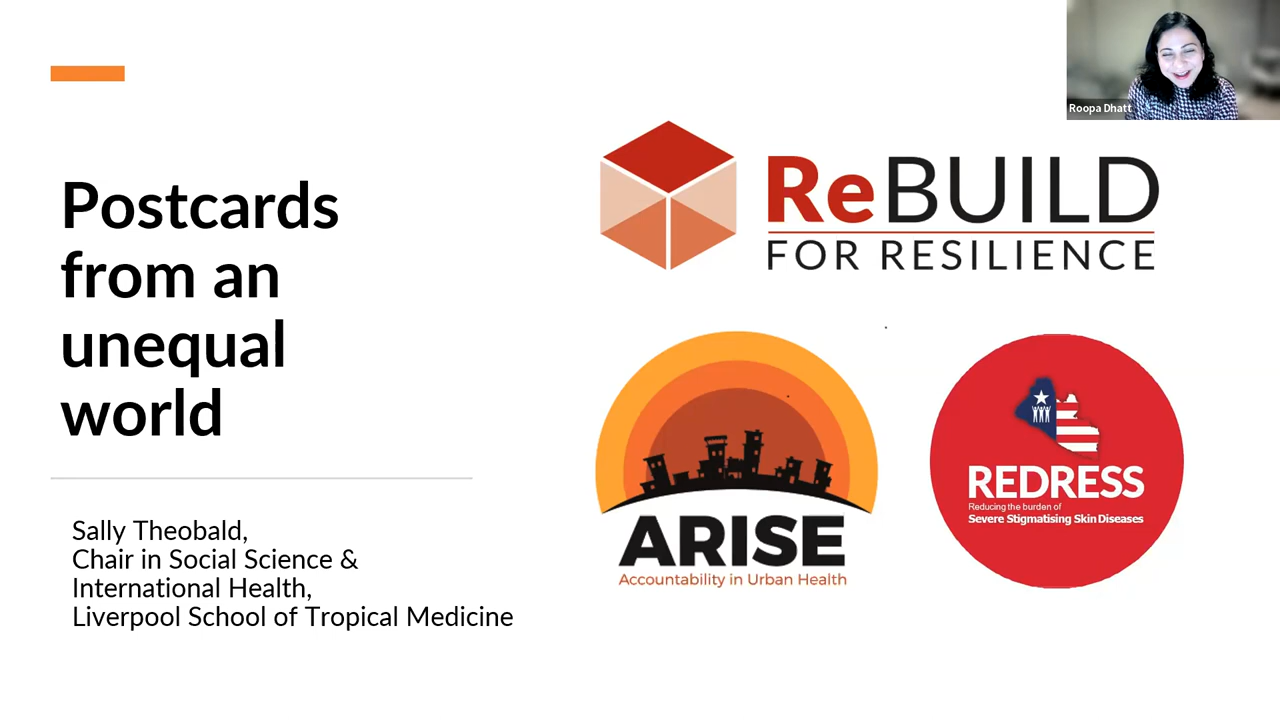 Postcards
from an
unequal
world
Sally Theobald,
Chair in Social Science &
International Health,
Liverpool School of Tropical Medicine
ReBUILD
FOR RESILIENCE
ARISE
Accountability in Urban Health
REDRESS
Reducing the burden of
Severe Stigmatising Skin Diseases
Roopa Dhatt